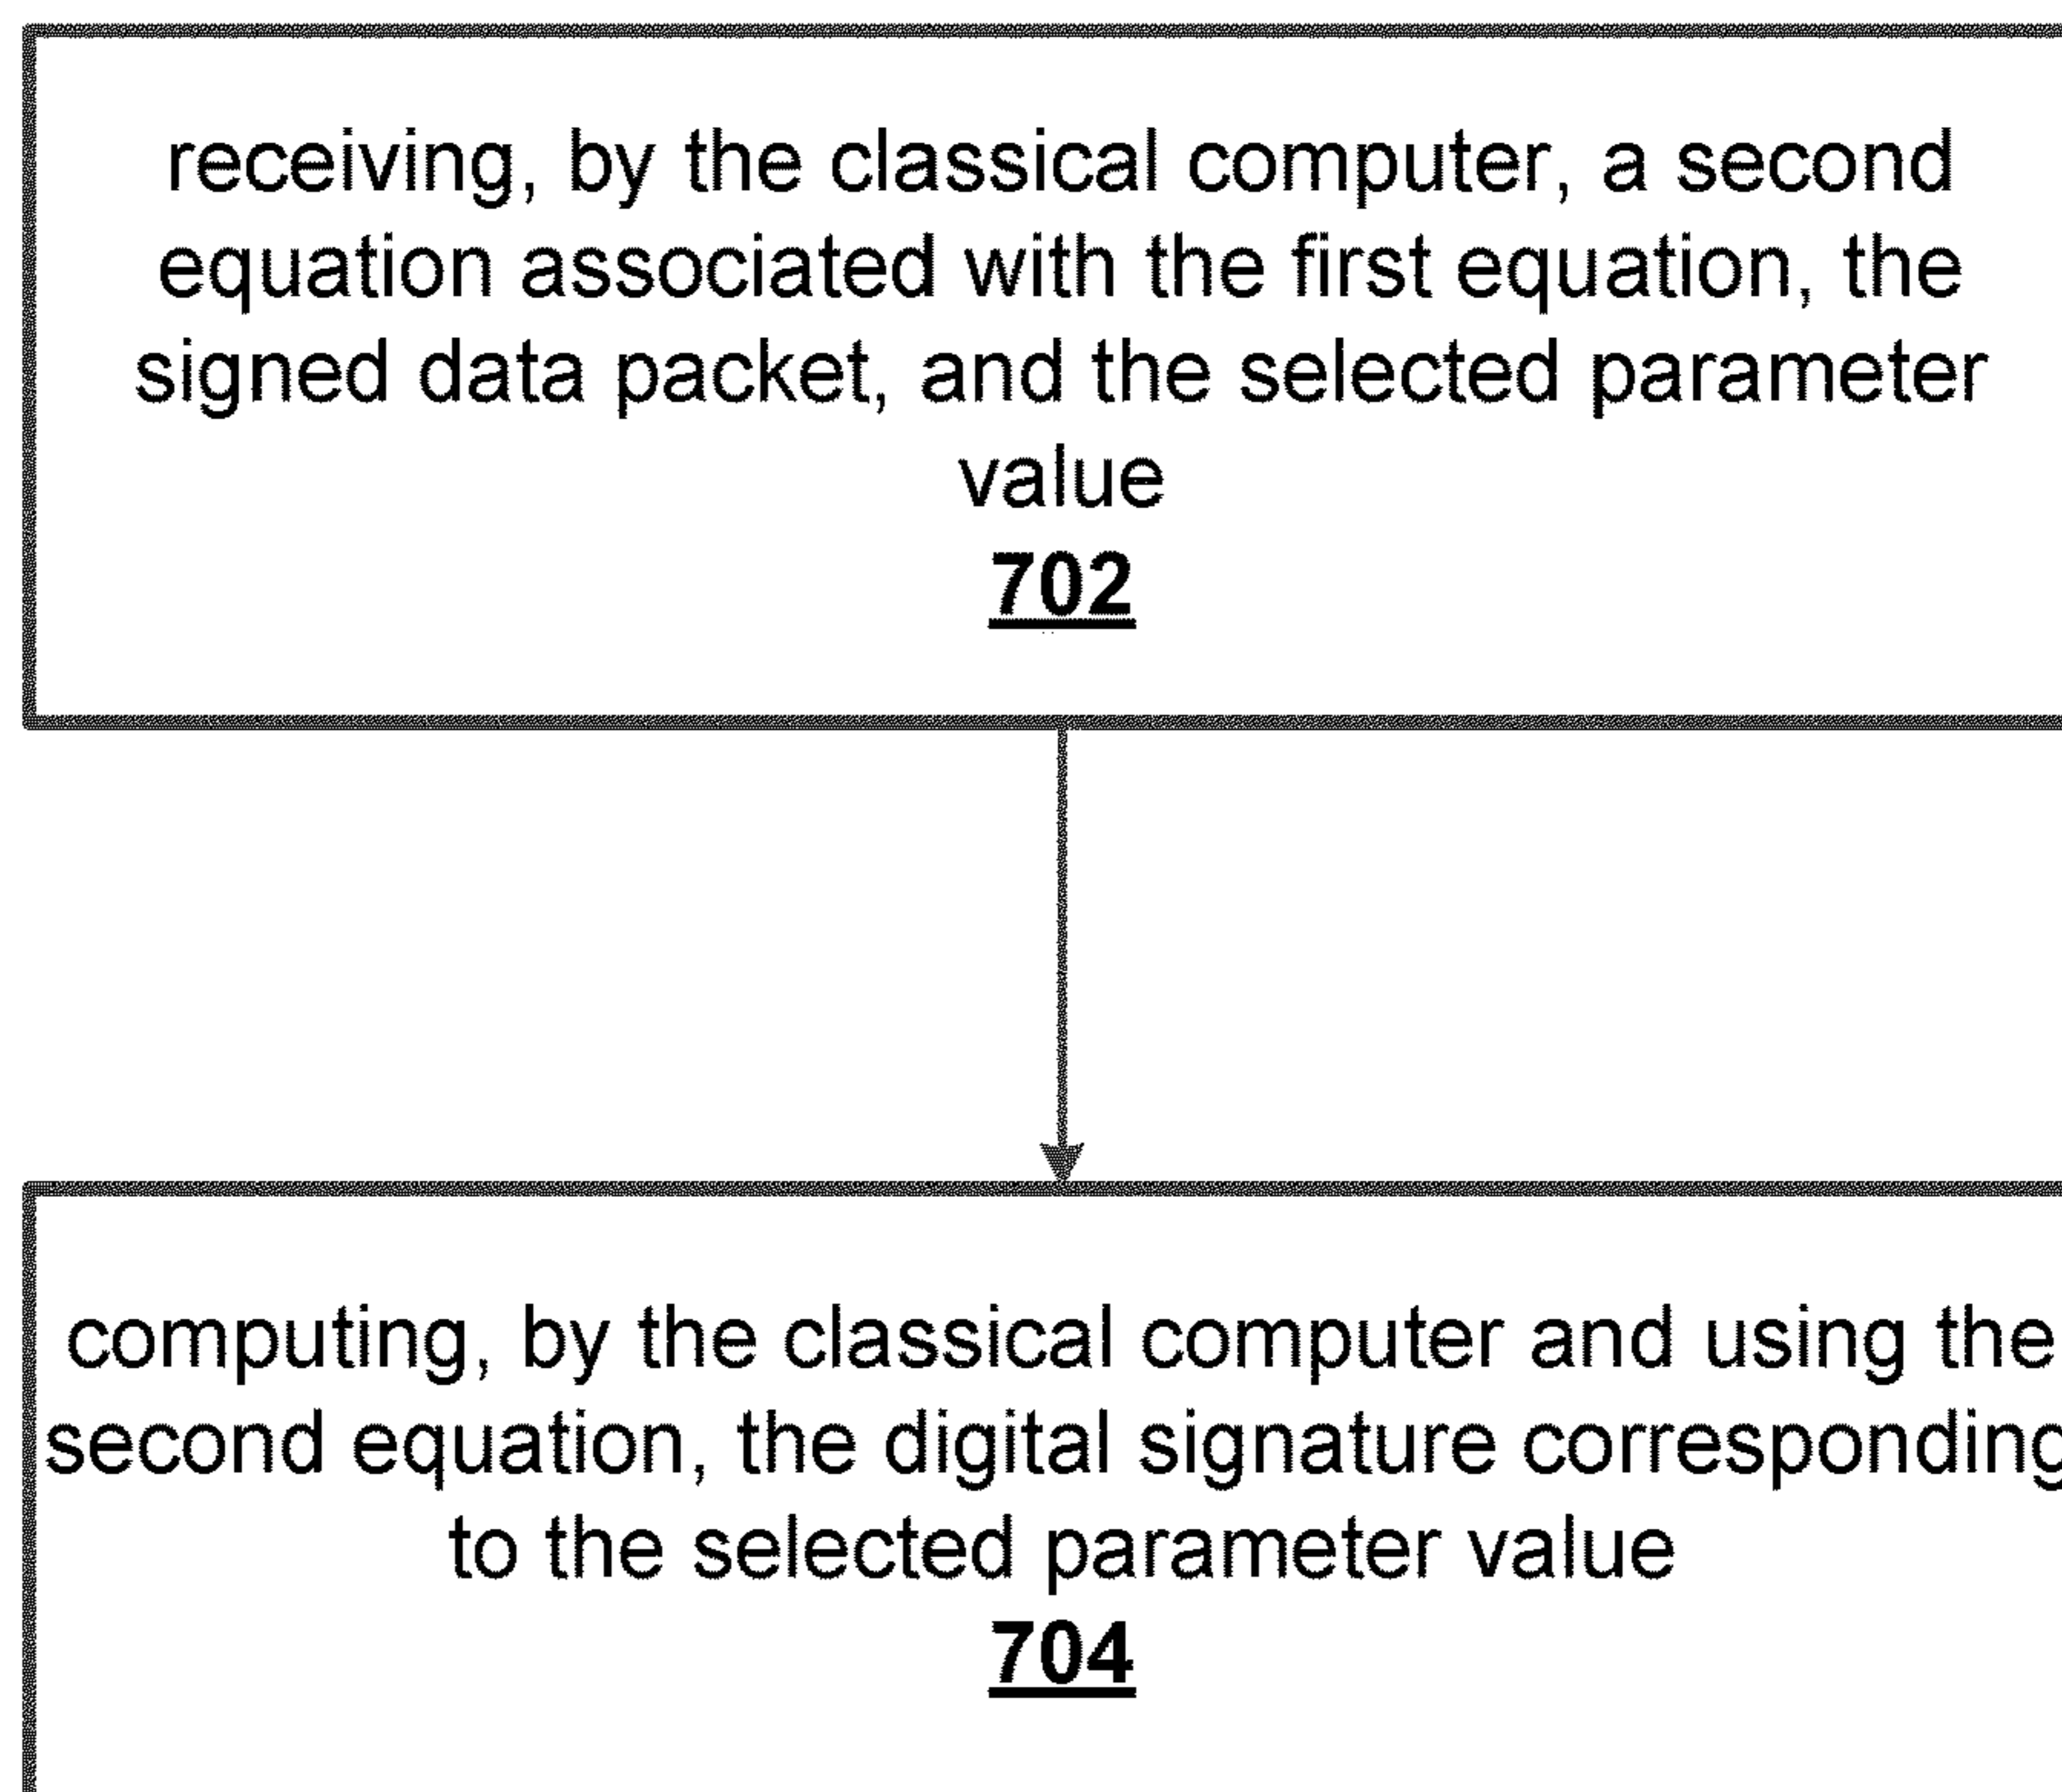 receiving, by the classical computer, a second
equation associated with the first equation, the
signed data packet, and the selected parameter
value
702
computing, by the classical computer and using the
second equation, the digital signature corresponding
to the selected parameter value
704